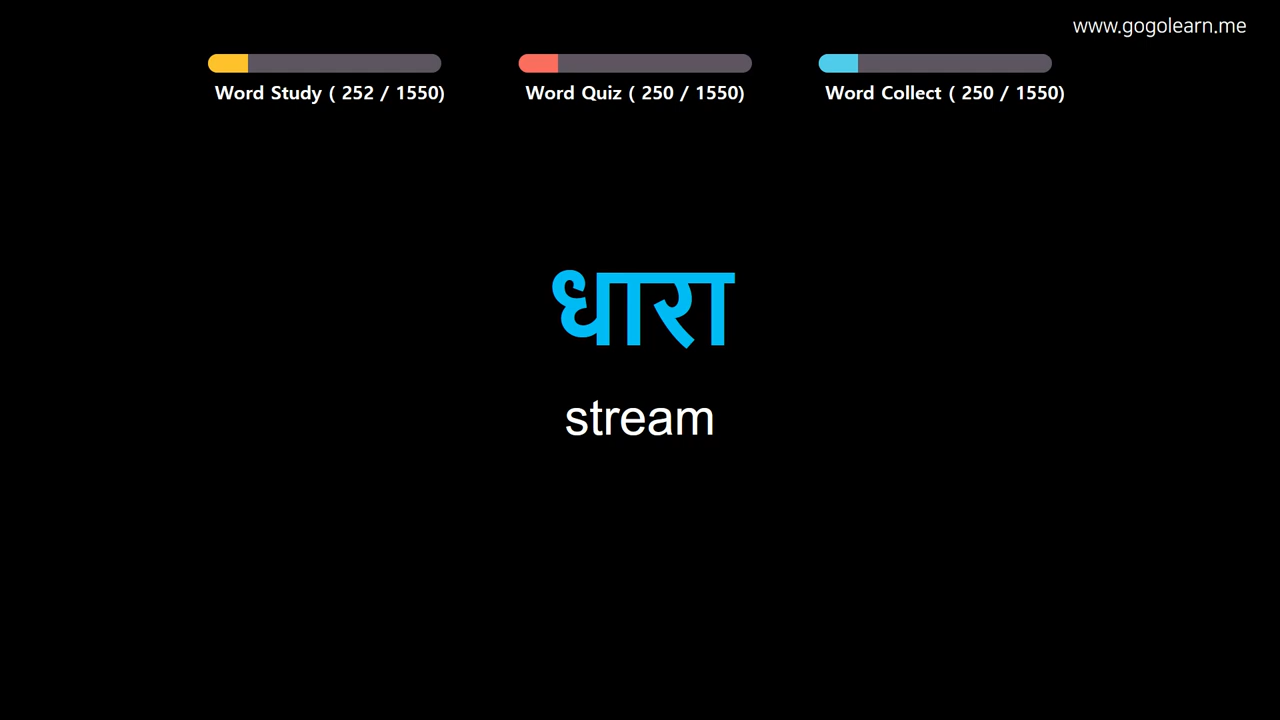 www.gogolearn.me
Word Study ( 252 / 1550)
Word Quiz ( 250 / 1550)
Word Collect ( 250 / 1550)
धारा
stream